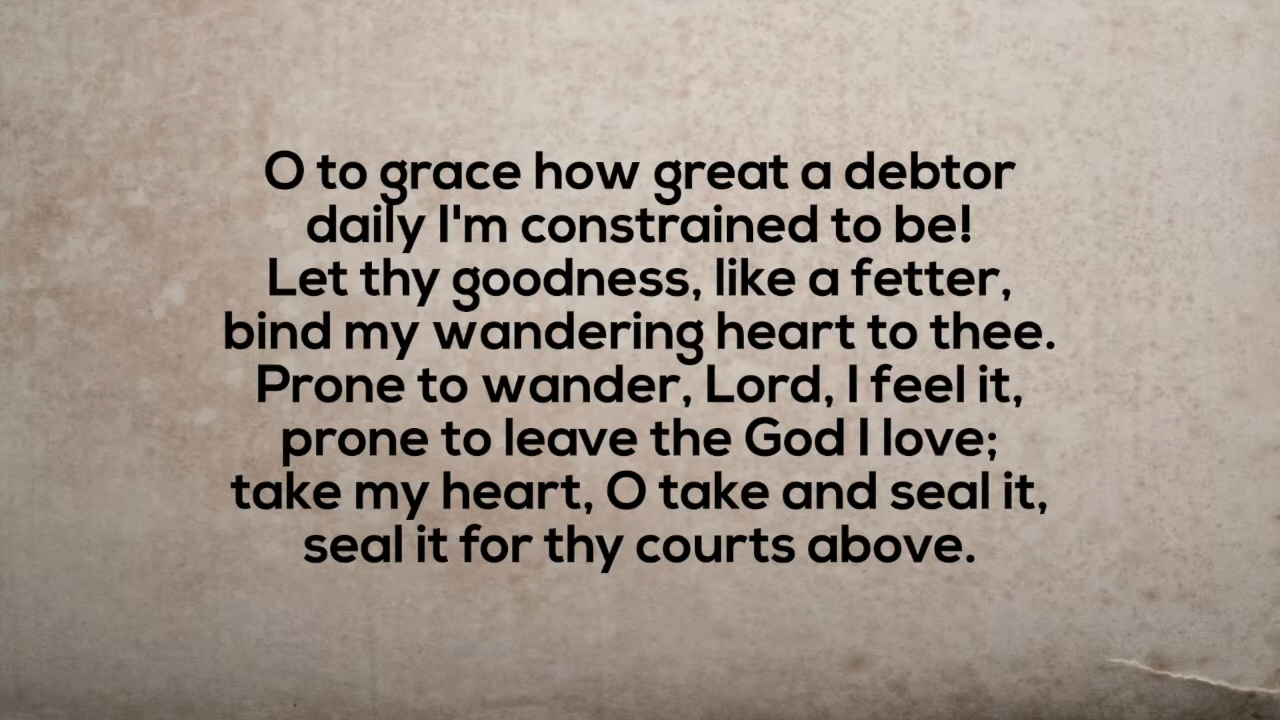 O to grace how great a debtor
daily I'm constrained to be!
Let thy goodness, like a fetter,
bind my wandering heart to thee.
Prone to wander, Lord, I feel it,
prone to leave the God I love;
take my heart, O take and seal it,
seal it for thy courts above.